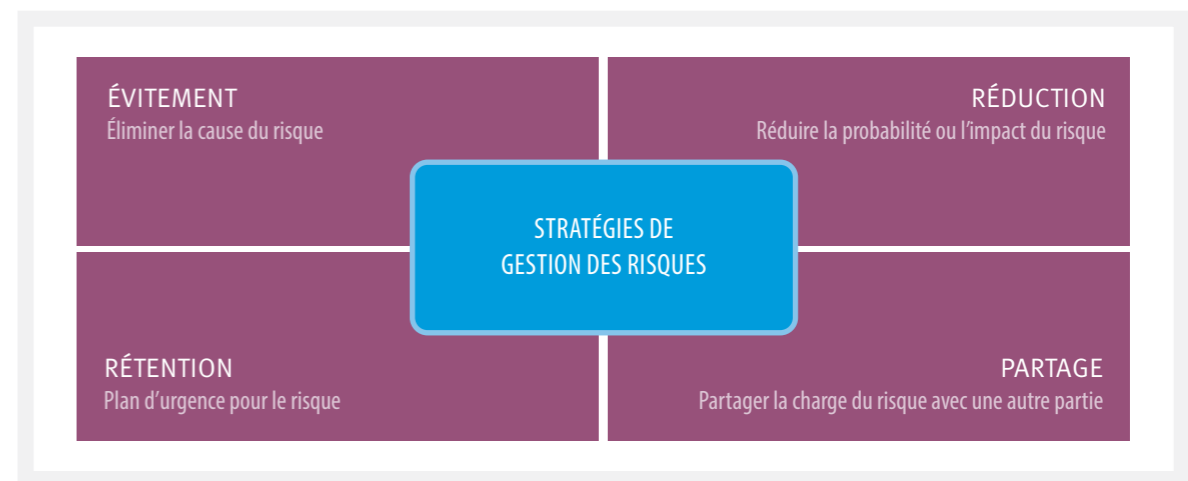 ÉVITEMENT
Éliminer la cause du risque
RÉDUCTION
Réduire la probabilité ou l’impact du risque
STRATÉGIES DE
GESTION DES RISQUES
RÉTENTION
Plan d’urgence pour le risque
PARTAGE
Partager la charge du risque avec une autre partie